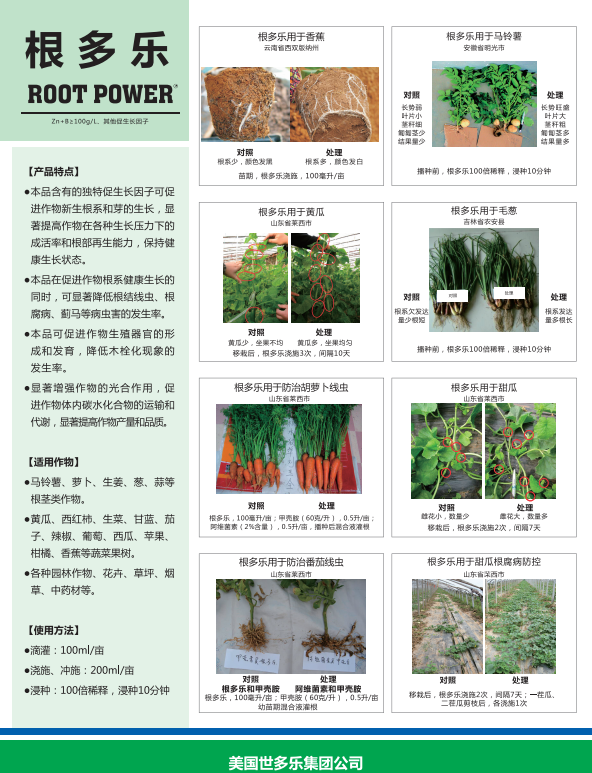 根多乐
ROOT POWER
Zn+B≥100g/L、其他促生长因子
【产品特点】
●本品含有的独特促生长因子可促
进作物新生根系和芽的生长，显
著提高作物在各种生长压力下的
成活率和根部再生能力，保持健
康生长状态。
●本品在促进作物根系健康生长的
同时，可显著降低根结线虫、根
腐病、蓟马等病虫害的发生率。
●本品可促进作物生殖器官的形
成和发育，降低木栓化现象的
发生率。
●显著增强作物的光合作用，促
进作物体内碳水化合物的运输和
代谢，显著提高作物产量和品质。
【适用作物】
●马铃薯、萝卜、生姜、葱、蒜等
根茎类作物。
●黄瓜、西红柿、生菜、甘蓝、茄
子、辣椒、葡萄、西瓜、苹果、
柑橘、香蕉等蔬菜果树。
●各种园林作物、花卉、草坪、烟
草、中药材等。
【使用方法】
●滴灌：100ml/亩
●浇施、冲施：200ml/亩
●浸种：100倍稀释，浸种10分钟
根多乐用于香蕉
云南省西双版纳州
对照 处理
根系少，颜色发黑 根系多，颜色发白
苗期，根多乐浇施，100毫升/亩
根多乐用于马铃薯
安徽省明光市
对照
长势弱
叶片小
茎秆细
匍匐茎少
结果量少
处理
长势旺盛
叶片大
茎秆粗
匍匐茎多
结果量多
播种前，根多乐100倍稀释，浸种10分钟
根多乐用于黄瓜
山东省莱西市
对照 处理
黄瓜少，坐果不均 黄瓜多，坐果均匀
移栽后，根多乐浇施3次，间隔10天
根多乐用于毛葱
吉林省农安县
对照
根系欠发达
量少根短
对照
处理
处理
根系发达
量多根长
播种前，根多乐100倍稀释，浸种10分钟
根多乐用于防治胡萝卜线虫
山东省莱西市
对照 处理
根多乐，100毫升/亩；甲壳胺（60克/升），0.5升/亩；
阿维菌素（2%含量），0.5升/亩，播种后混合液灌根
根多乐用于甜瓜
山东省莱西市
对照 处理
雌花小，数量少 雌花大，数量多
移栽后，根多乐浇施2次，间隔7天
根多乐用于防治番茄线虫
山东省莱西市
对照 处理
根多乐和甲壳胺 阿维菌素和甲壳胺
根多乐，100毫升/亩；甲壳胺（60克/升），0.5升/亩
幼苗期混合液灌根
根多乐用于甜瓜根腐病防控
山东省莱西市
对照 处理
移栽后，根多乐浇施2次，间隔7天；一茬瓜、
二茬瓜剪枝后，各浇施1次
美国世多乐集团公司